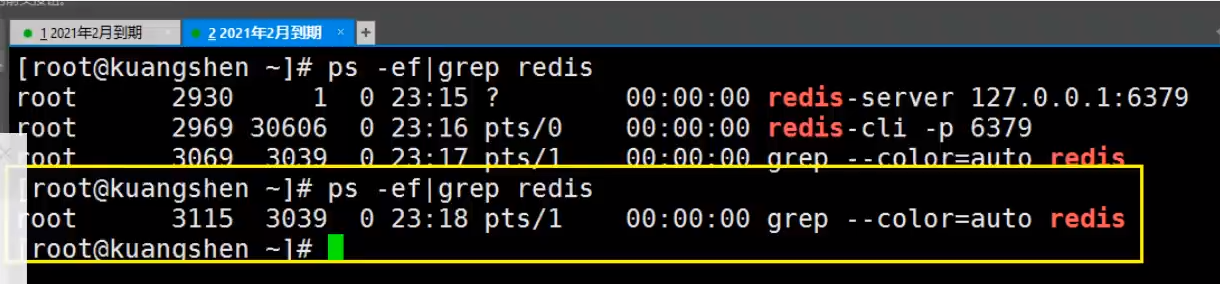 1 2021年2月到期 × 2 2021年2月到期 × +
[root@kuangshen ~]# ps -ef|grep redis
root 2930 1 0 23:15 ? 00:00:00 redis-server 127.0.0.1:6379
root 2969 30606 0 23:16 pts/0 00:00:00 redis-cli -p 6379
root 3069 3039 0 23:17 pts/1 00:00:00 grep --color=auto redis
[root@kuangshen ~]# ps -ef|grep redis
root 3115 3039 0 23:18 pts/1 00:00:00 grep --color=auto redis
[root@kuangshen ~]#